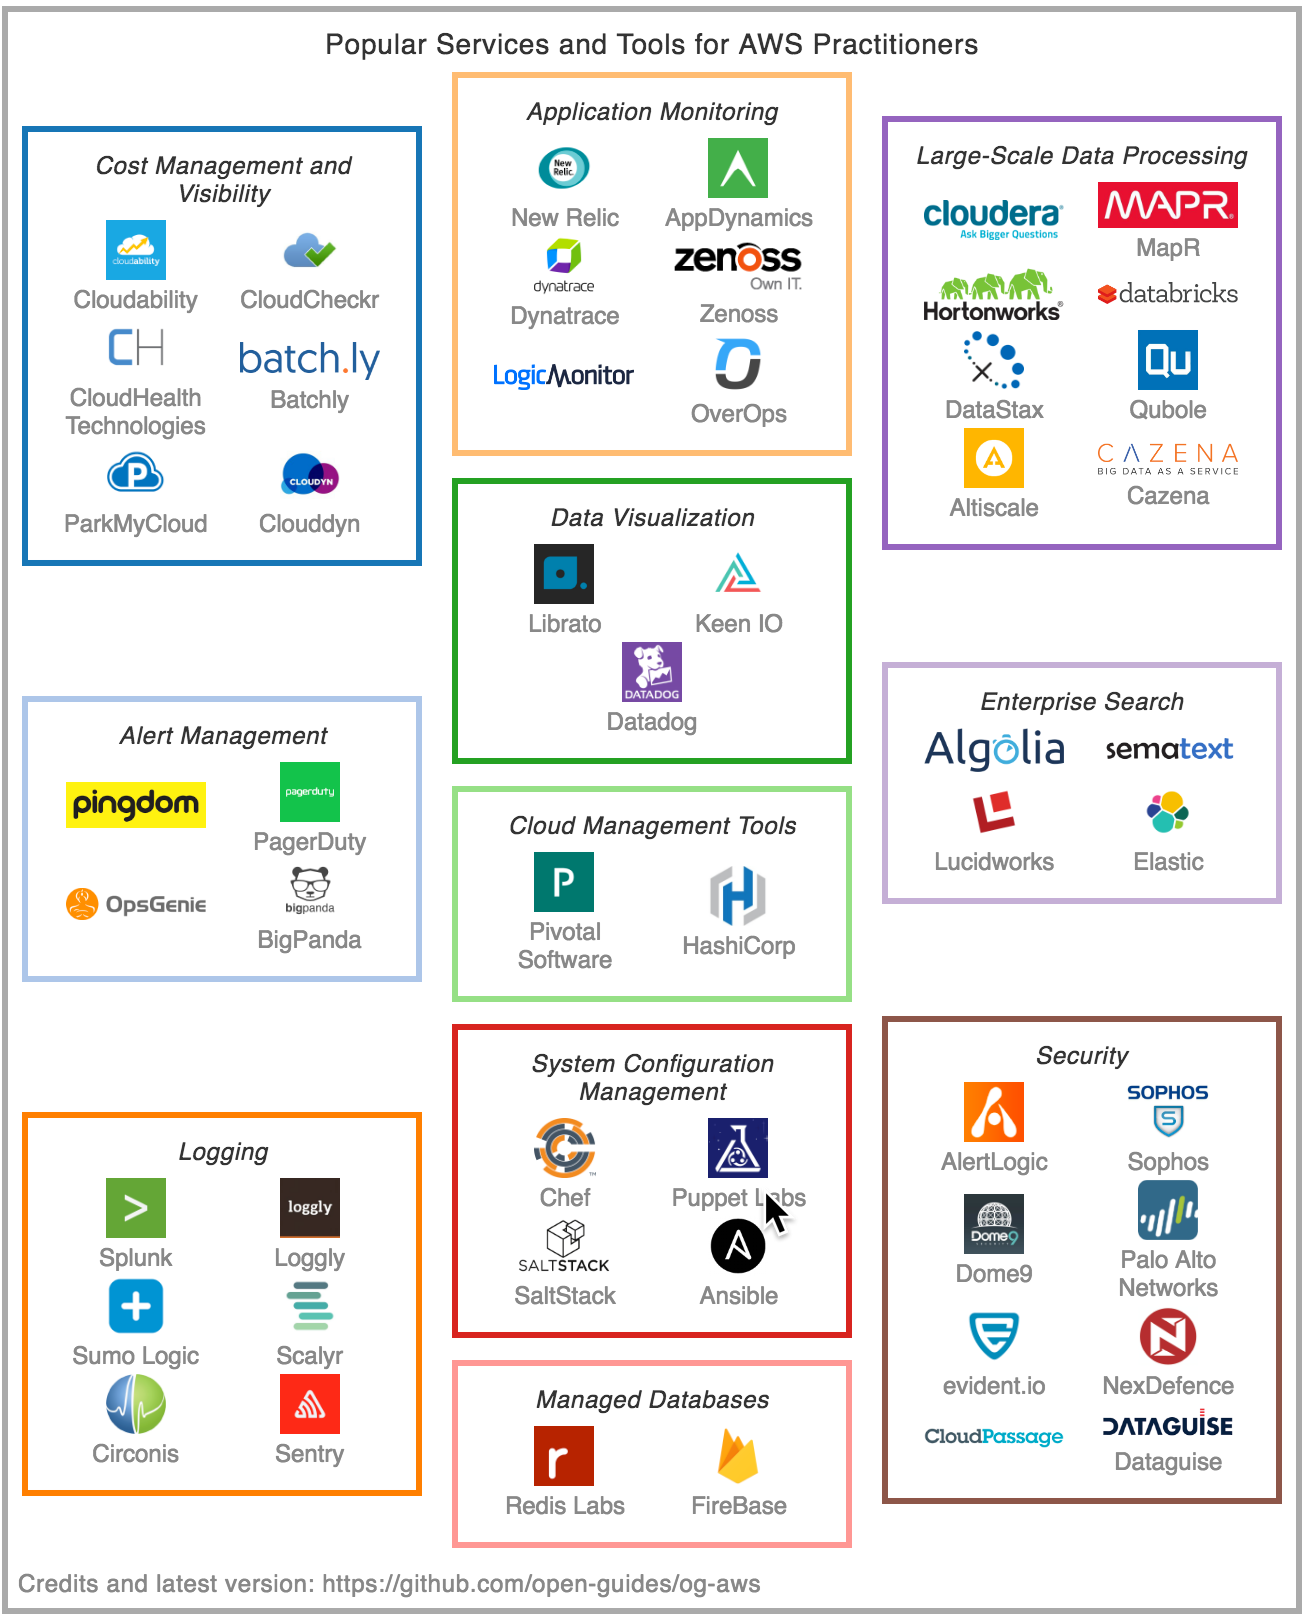 Popular Services and Tools for AWS Practitioners
Cost Management and
Visibility
cloudability
Cloudability
CloudCheckr
CH
CloudHealth
Technologies
batch.ly
Batchly
P
ParkMyCloud
CLOUDYN
Clouddyn
Application Monitoring
New
Relic.
New Relic
AppDynamics
dynatrace
Dynatrace
zenoss
Own IT.
Zenoss
LogicMonitor
OverOps
Large-Scale Data Processing
cloudera
Ask Bigger Questions
MAPR
MapR
Hortonworks
databricks
DataStax
Qu
Qubole
Altiscale
CAZENA
BIG DATA AS A SERVICE
Cazena
Data Visualization
Librato
Keen IO
DATADOG
Datadog
Alert Management
pingdom
pagerduty
PagerDuty
OpsGenie
bigpanda
BigPanda
Cloud Management Tools
P
Pivotal
Software
HashiCorp
Enterprise Search
Algolia
sematext
Lucidworks
Elastic
System Configuration
Management
Chef
Puppet Labs
SALTSTACK
SaltStack
Ansible
Logging
>
Splunk
loggly
Loggly
+
Sumo Logic
Scalyr
Circonis
Sentry
Security
AlertLogic
SOPHOS
S
Sophos
Dome9
SECURITY
Dome9
Palo Alto
Networks
evident.io
NexDefence
CloudPassage
DATAGUISE
Dataguise
Managed Databases
r
Redis Labs
FireBase
Credits and latest version: https://github.com/open-guides/og-aws